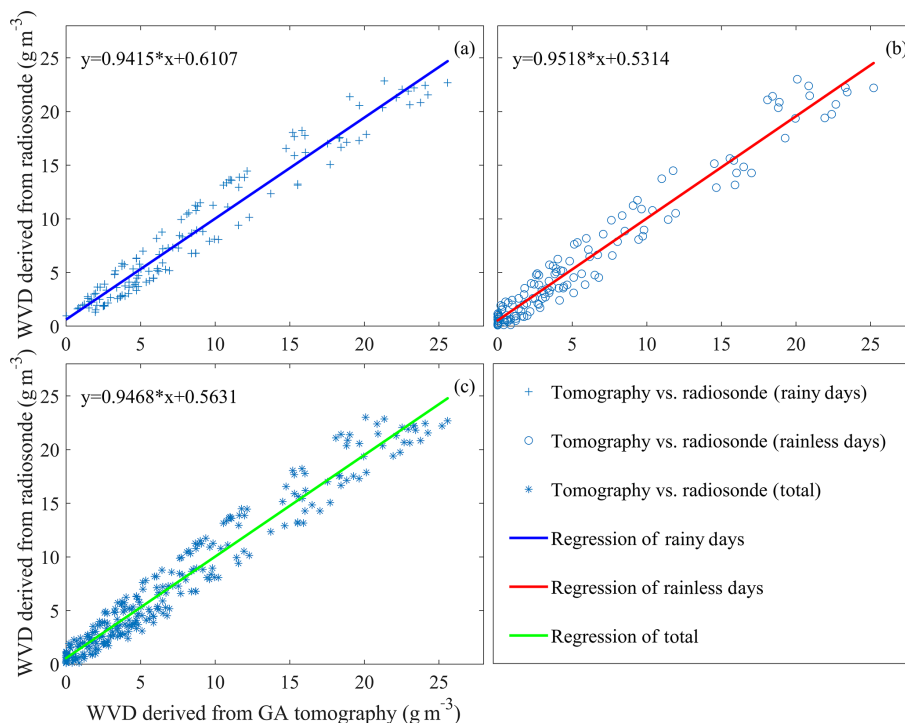 (a)
y=0.9415*x+0.6107
WVD derived from radiosonde (g m-3)
25
20
15
10
5
0
0 5 10 15 20 25
(b)
y=0.9518*x+0.5314
0 5 10 15 20 25
(c)
y=0.9468*x+0.5631
WVD derived from radiosonde (g m-3)
25
20
15
10
5
0
0 5 10 15 20 25
WVD derived from GA tomography (g m-3)
Tomography vs. radiosonde (rainy days)
Tomography vs. radiosonde (rainless days)
Tomography vs. radiosonde (total)
Regression of rainy days
Regression of rainless days
Regression of total